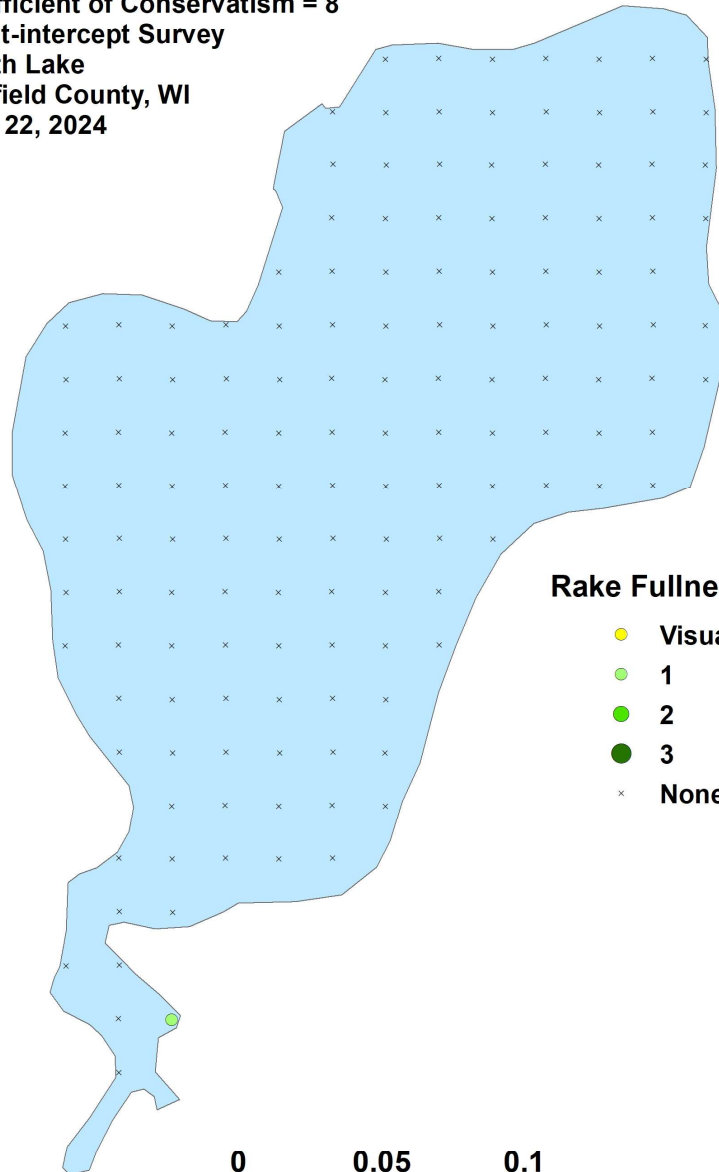 fficient of Conservatism = 8
t-intercept Survey
th Lake
field County, WI
22, 2024
Rake Fullne
Visua
1
2
3
None
0 0.05 0.1